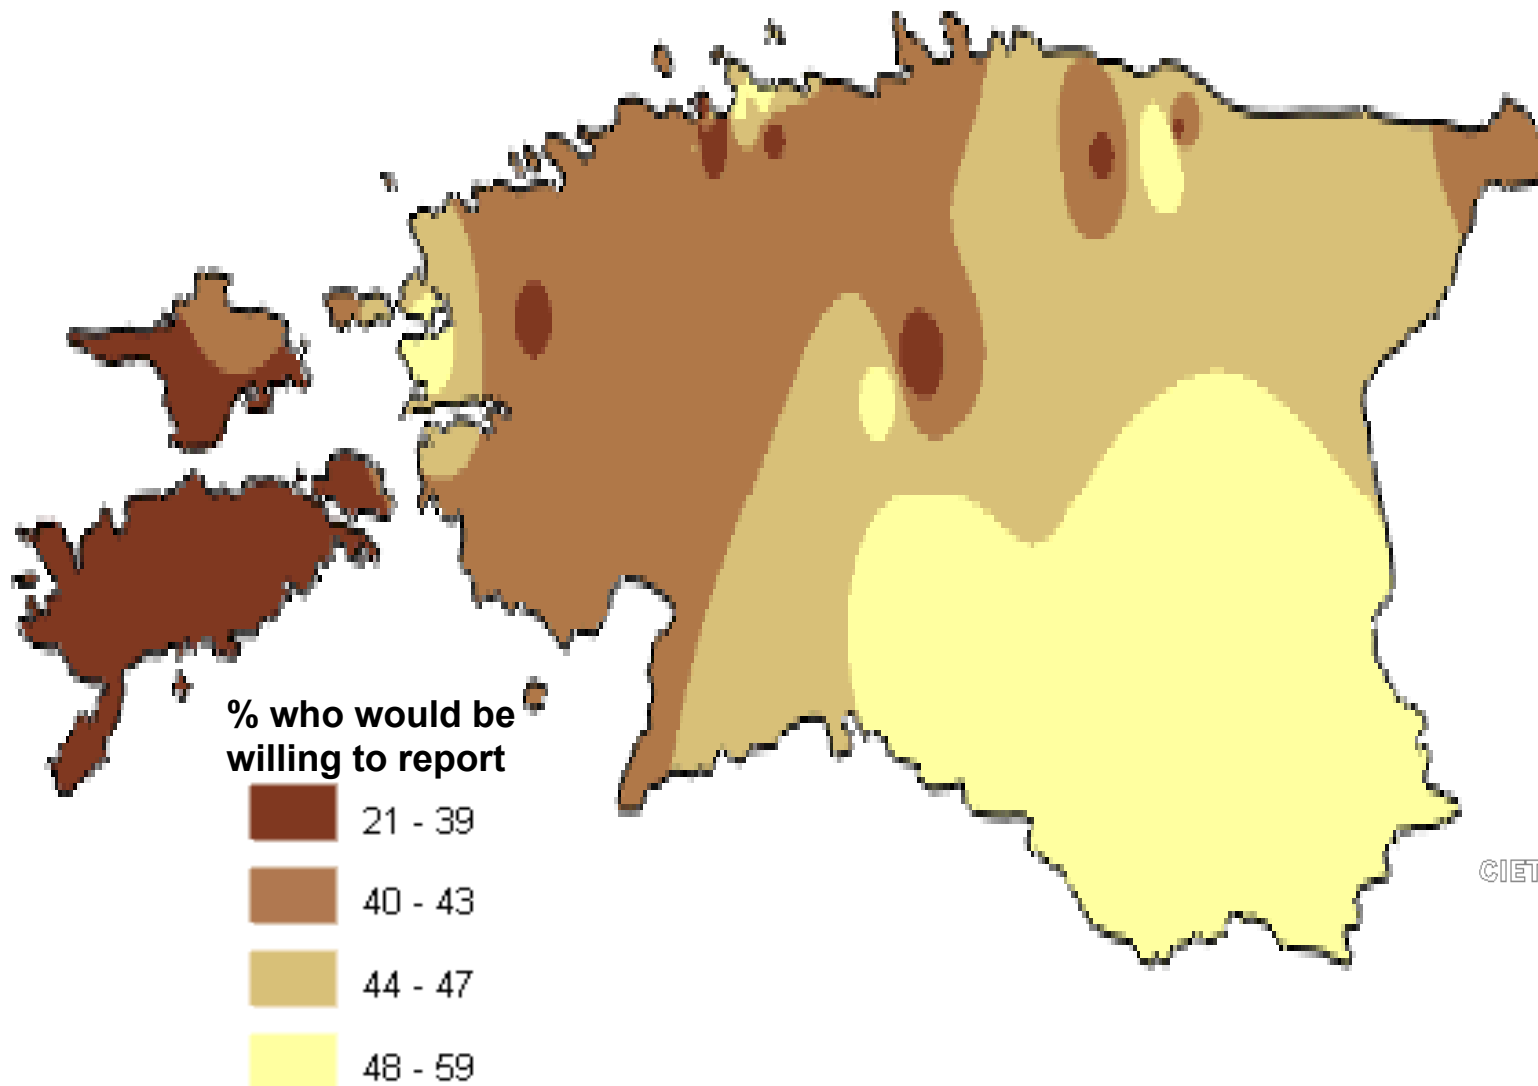 % who would be
willing to report
21 - 39
40 - 43
44 - 47
48 - 59
CIET